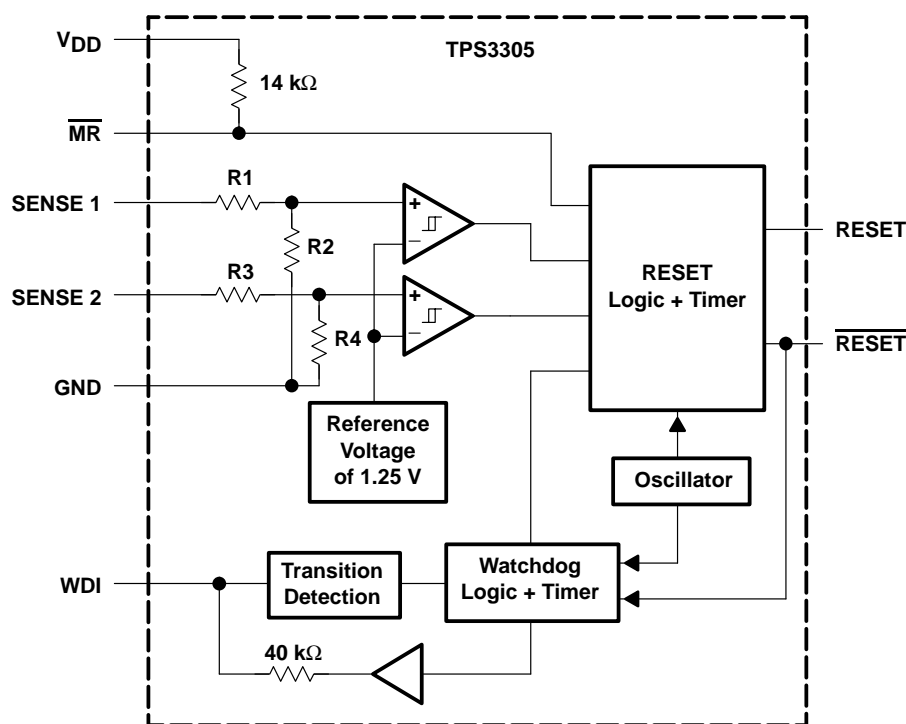 VDD
TPS3305
14 kΩ
MR
R1
SENSE 1
+
R2
RESET
−
R3
RESET
Logic + Timer
SENSE 2
+
R4
−
RESET
GND
Reference
Voltage
of 1.25 V
Oscillator
WDI
Transition
Detection
Watchdog
Logic + Timer
40 kΩ